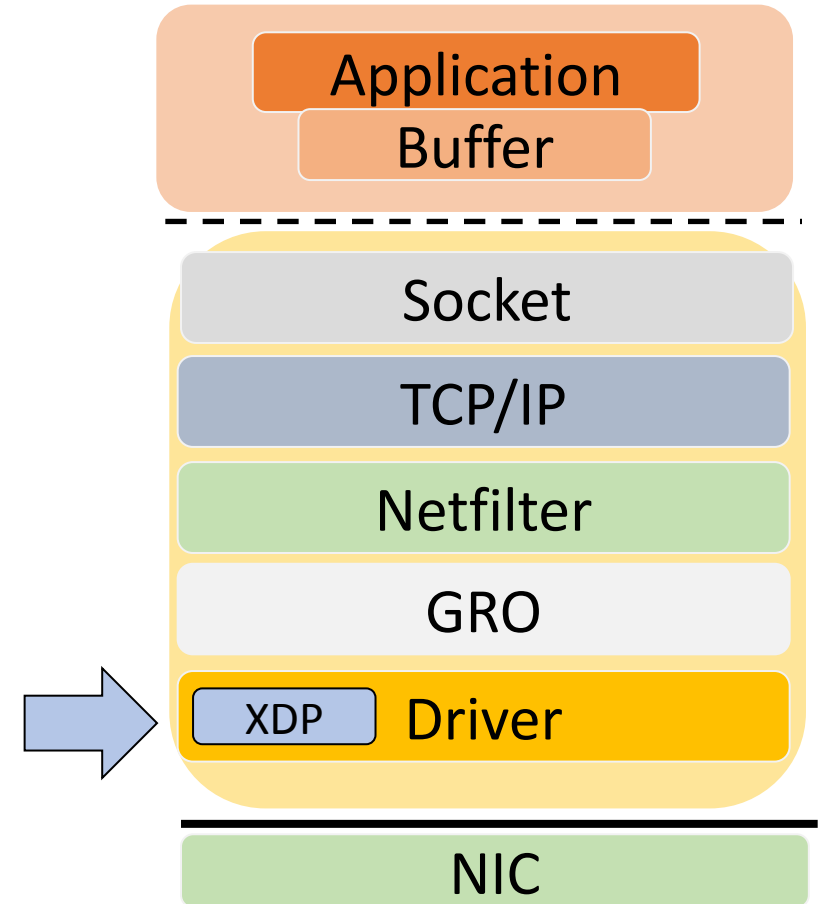 Application
Buffer
Socket
TCP/IP
Netfilter
GRO
XDP Driver
NIC